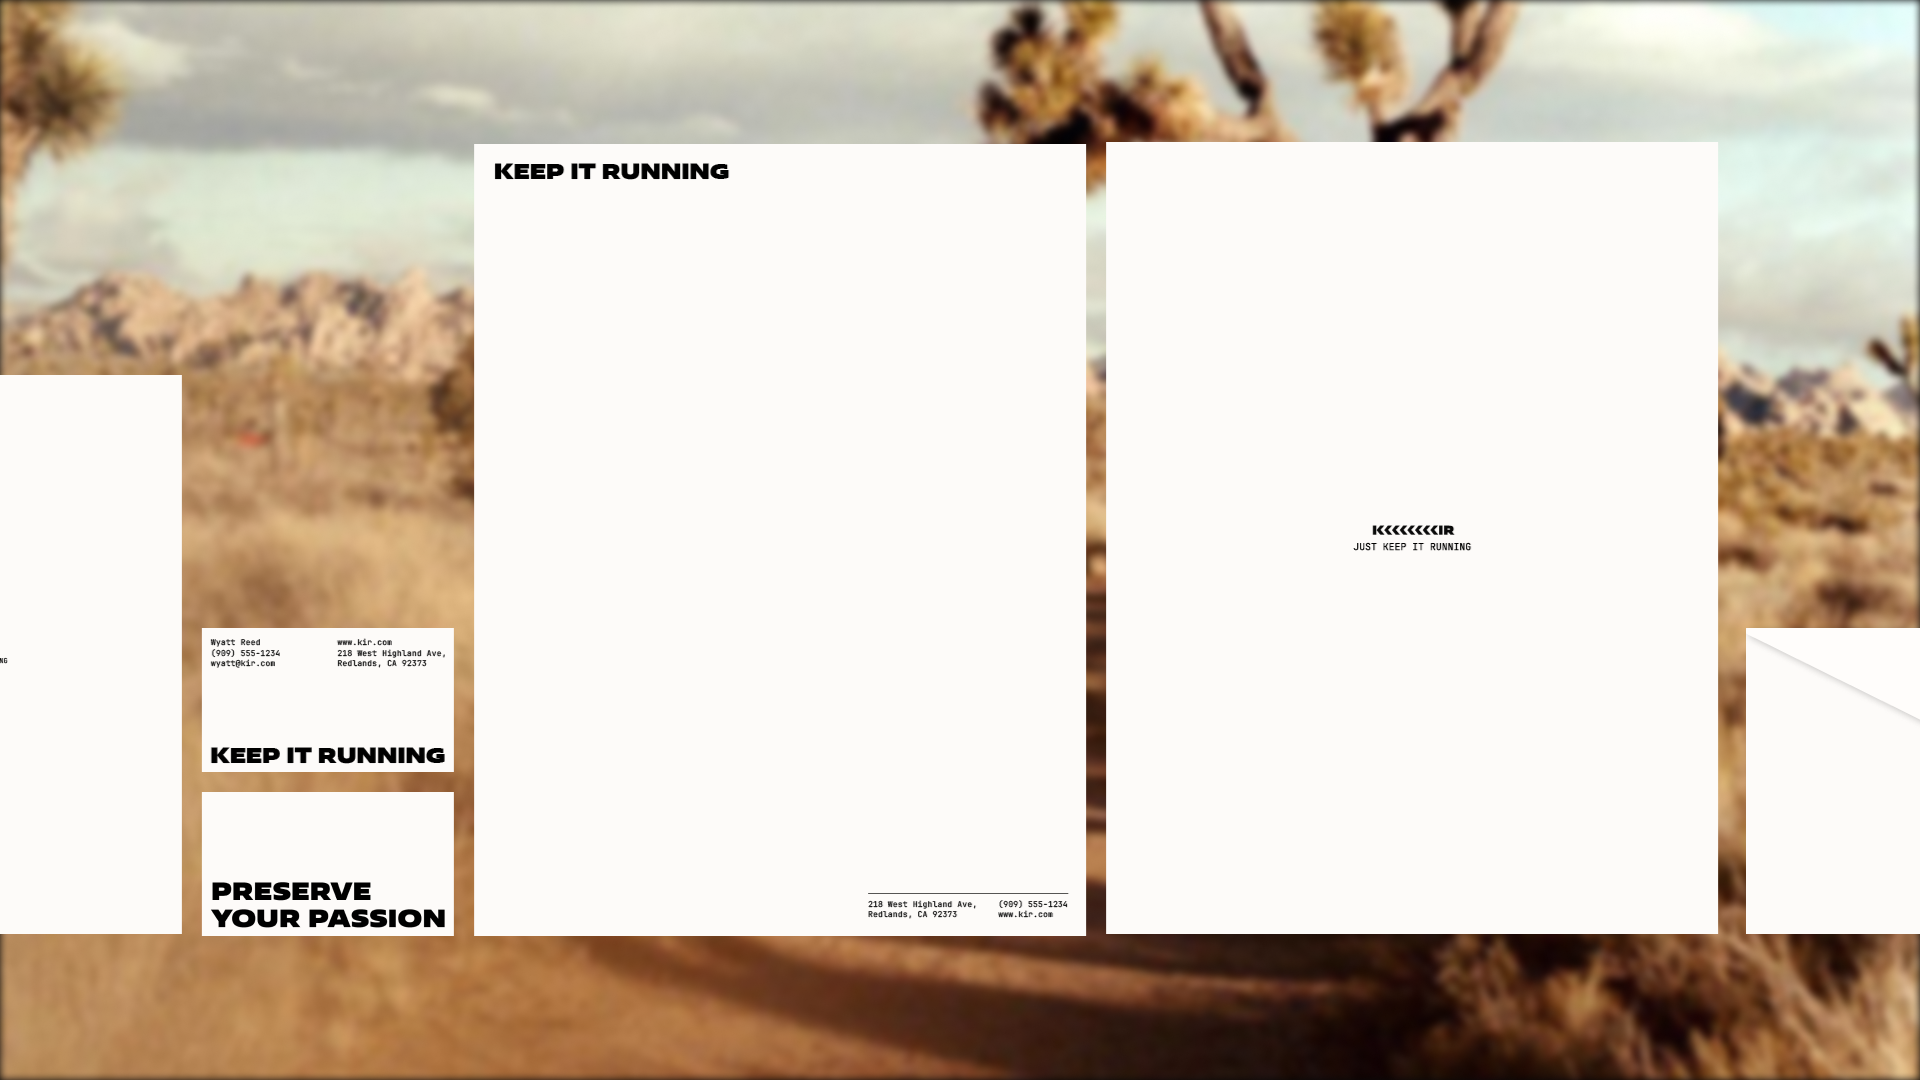 NG
Wyatt Reed
(909) 555-1234
wyatt@kir.com
www.kir.com
218 West Highland Ave,
Redlands, CA 92373
KEEP IT RUNNING
PRESERVE
YOUR PASSION
KEEP IT RUNNING
218 West Highland Ave,
Redlands, CA 92373
(909) 555-1234
www.kir.com
K<<<<<<<<IR
JUST KEEP IT RUNNING